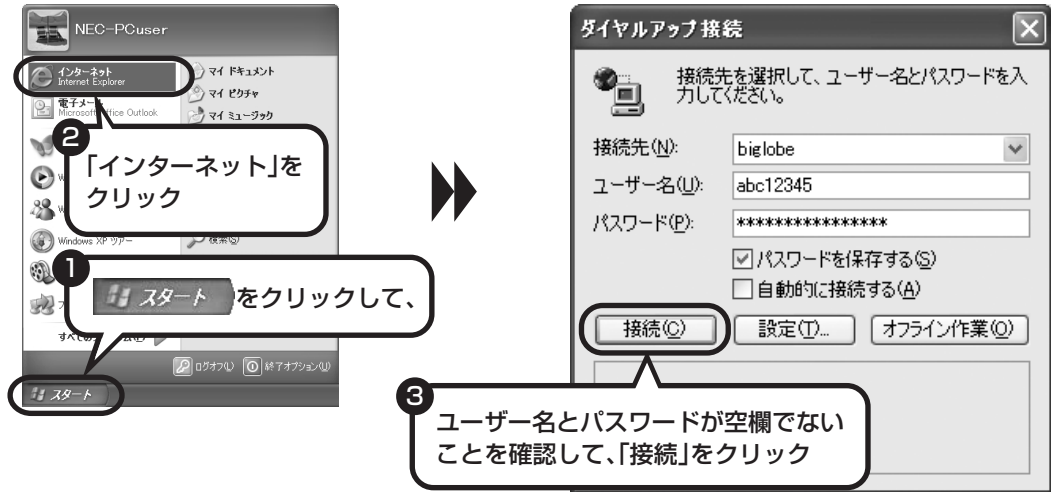 NEC-PCuser
インターネット
Internet Explorer
電子メール
Microsoft Office Outlook
マイ ドキュメント
マイ ピクチャ
マイ ミュージック
❷
「インターネット」を
クリック
Windows XP ツアー
検索(S)
❶
スタート をクリックして、
ログオフ(L)
終了オプション(U)
スタート
ダイヤルアップ接続
接続先を選択して、ユーザー名とパスワードを入
力してください。
接続先(N): biglobe
ユーザー名(U): abc12345
パスワード(P): ****************
パスワードを保存する(S)
自動的に接続する(A)
接続(C) 設定(T)... オフライン作業(O)
❸
ユーザー名とパスワードが空欄でない
ことを確認して、「接続」をクリック